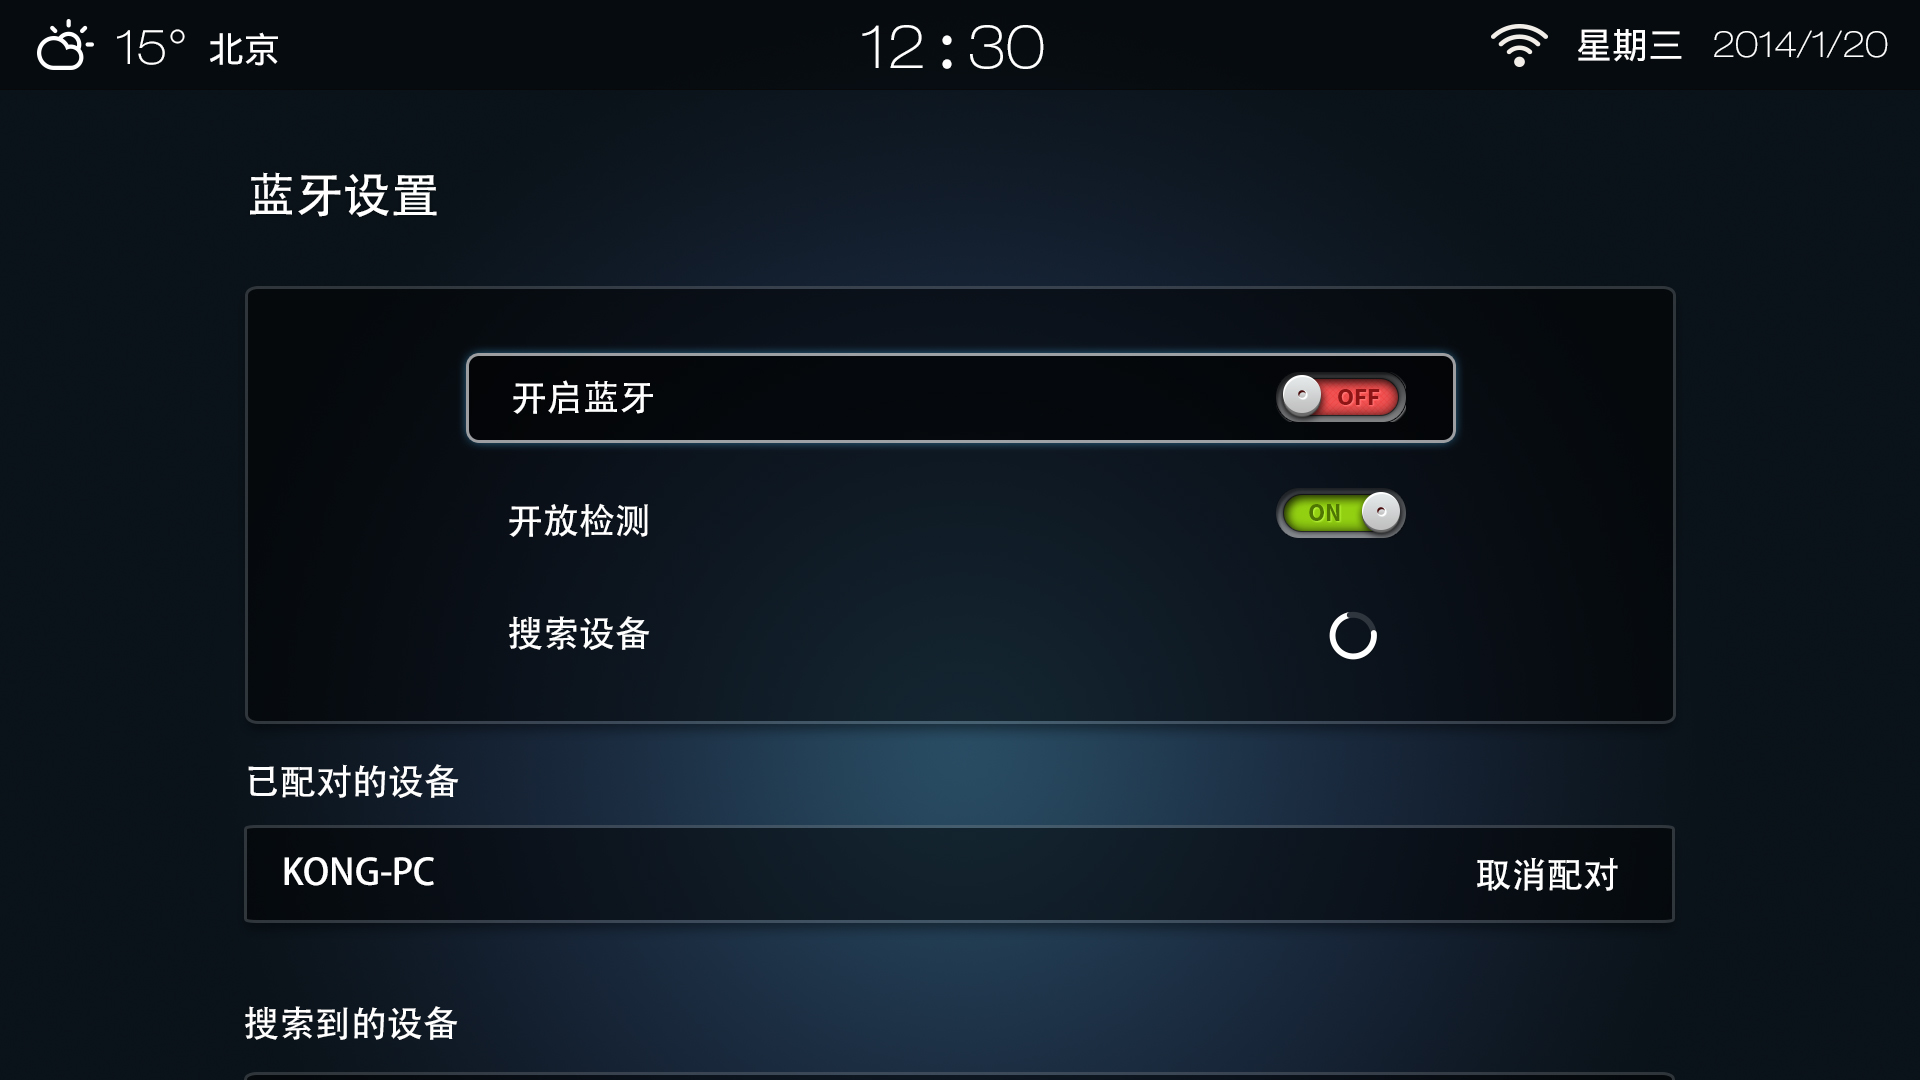 15° 北京
12:30
星期三 2014/1/20
蓝牙设置
开启蓝牙 OFF
开放检测 ON
搜索设备
已配对的设备
KONG-PC 取消配对
搜索到的设备